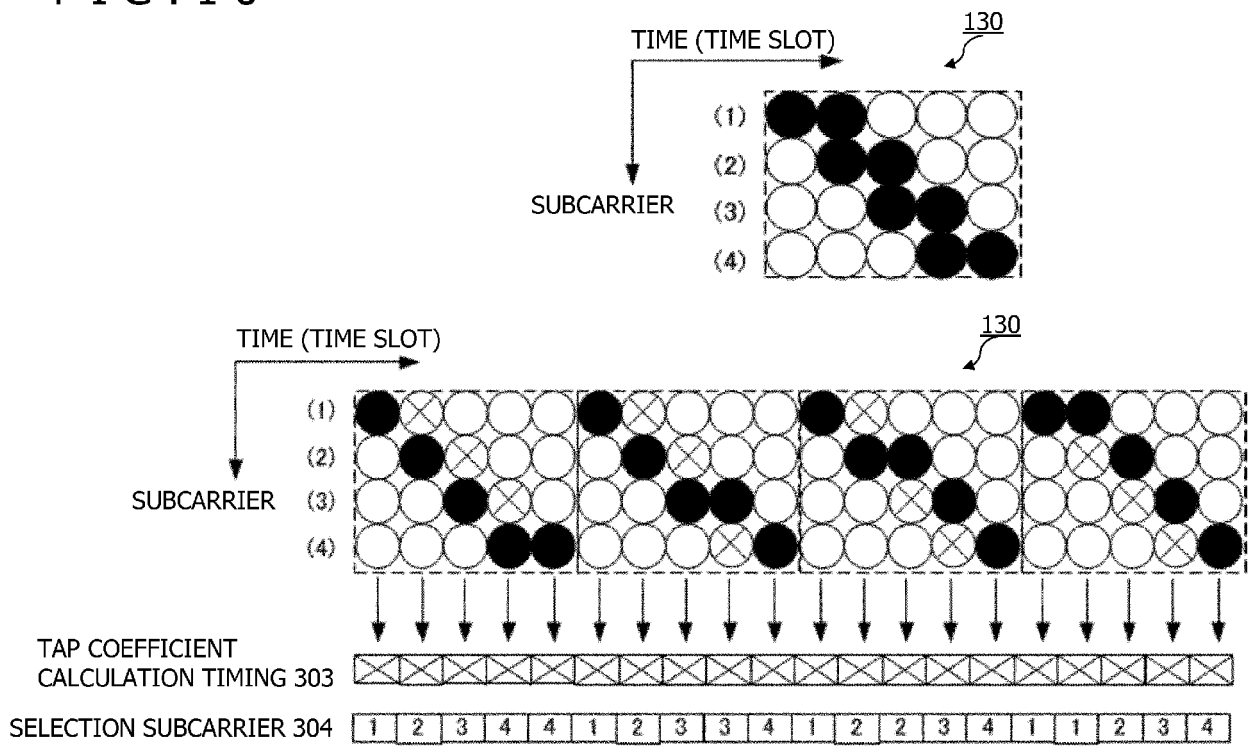 130
TIME (TIME SLOT)
(1)
(2)
SUBCARRIER
(3)
(4)
130
TIME (TIME SLOT)
(1)
(2)
SUBCARRIER
(3)
(4)
TAP COEFFICIENT
CALCULATION TIMING 303
SELECTION SUBCARRIER 304 1 2 3 4 4 1 2 3 3 4 1 2 2 3 4 1 1 2 3 4